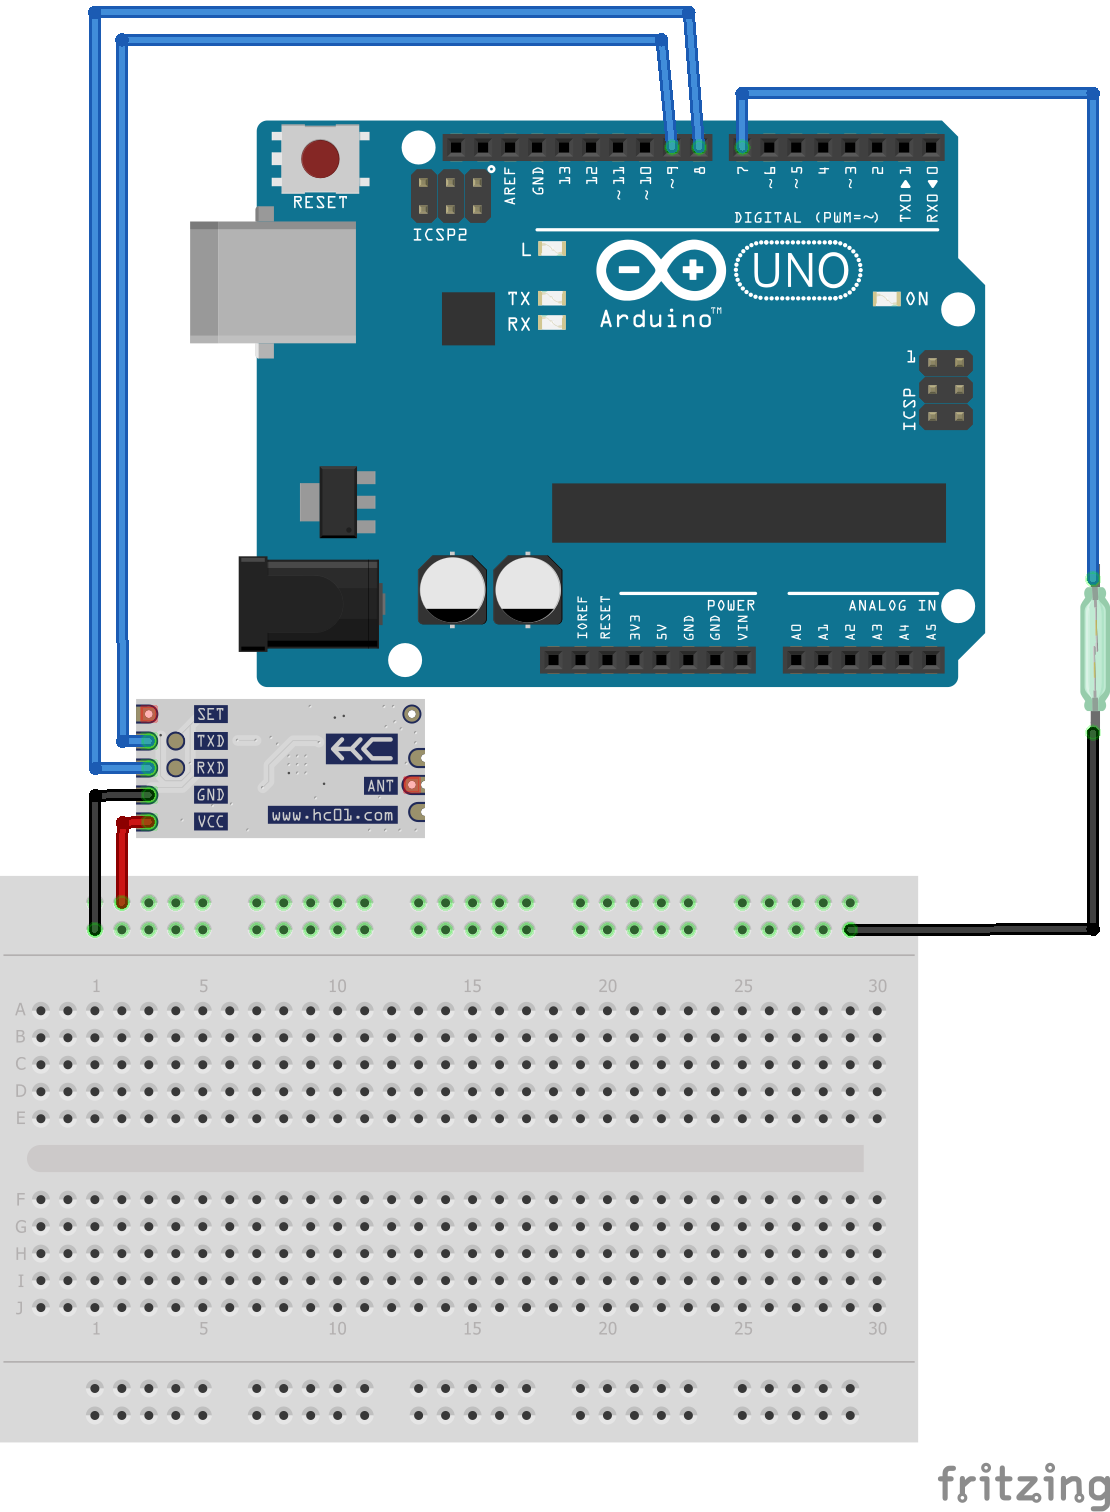 RESET
ICSP2
AREF
GND
13
12
~11
~10
~9
8
7
~6
~5
4
~3
2
TX0▶1
RX0◀0
DIGITAL (PWM=~)
L
TX
RX
Arduino™
UNO
ON
1
ICSP
IOREF
RESET
3V3
5V
GND
GND
VIN
POWER
ANALOG IN
A0
A1
A2
A3
A4
A5
SET
TXD
RXD
GND
VCC
HC
ANT
www.hc01.com
1 5 10 15 20 25 30
A
B
C
D
E
F
G
H
I
J
1 5 10 15 20 25 30
fritzing